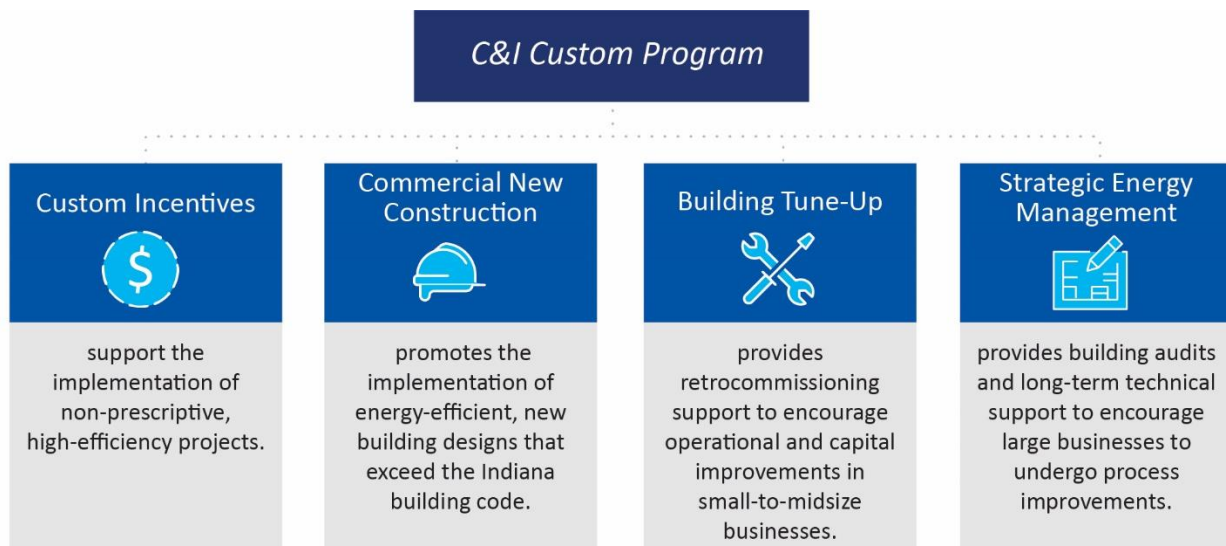 C&I Custom Program
Custom Incentives
$
support the
implementation of
non-prescriptive,
high-efficiency projects.
Commercial New
Construction
promotes the
implementation of
energy-efficient, new
building designs that
exceed the Indiana
building code.
Building Tune-Up
provides
retrocommissioning
support to encourage
operational and capital
improvements in
small-to-midsize
businesses.
Strategic Energy
Management
provides building audits
and long-term technical
support to encourage
large businesses to
undergo process
improvements.